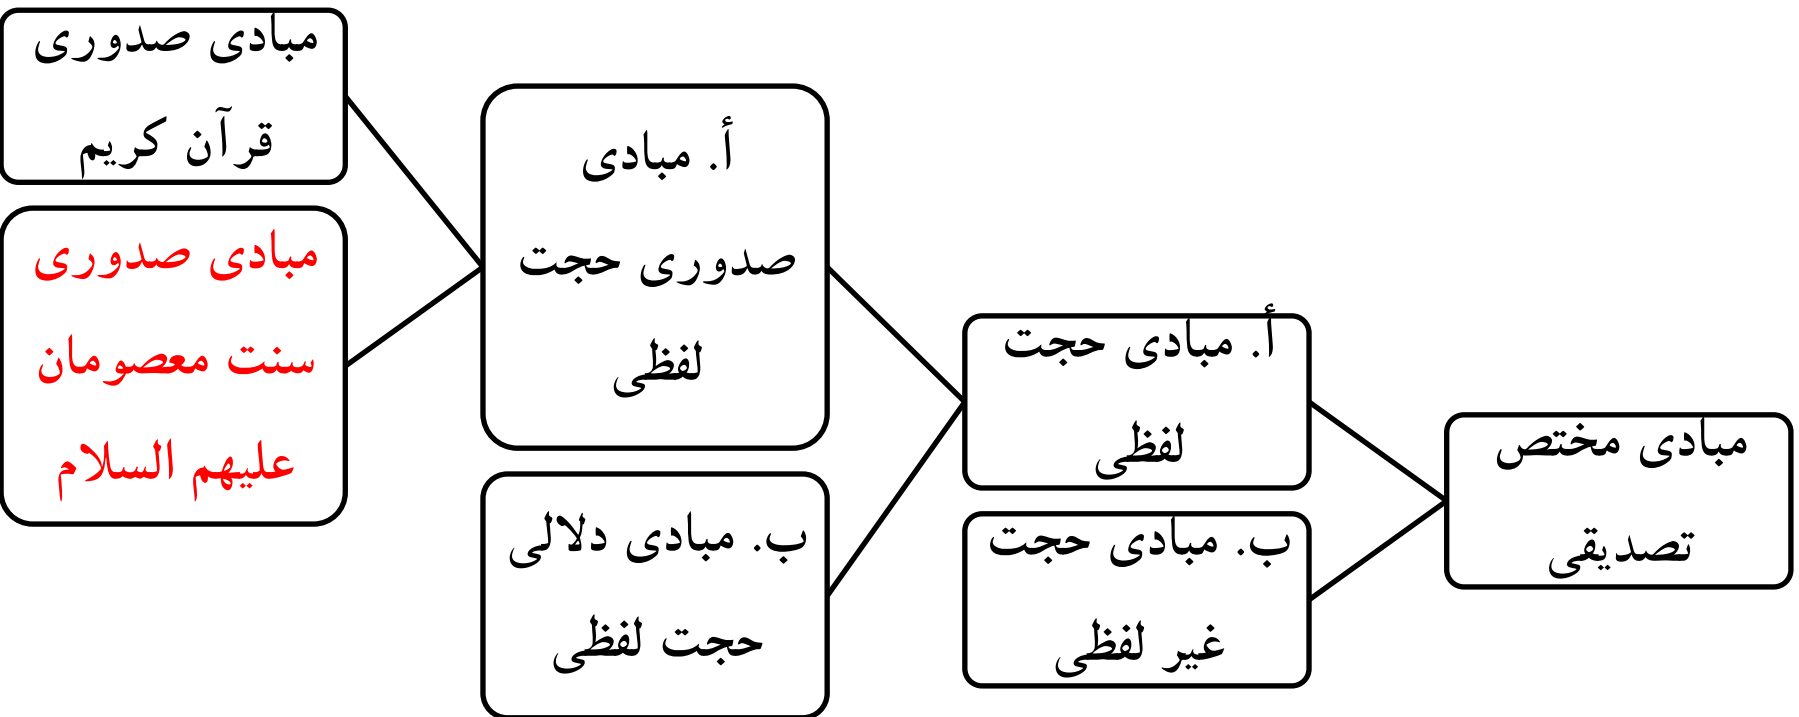 مبادی مختص
تصدیقی
أ. مبادی حجت
لفظی
ب. مبادی حجت
غیر لفظی
أ. مبادی
صدوری حجت
لفظی
ب. مبادی دلالی
حجت لفظی
مبادی صدوری
قرآن کریم
مبادی صدوری
سنت معصومان
علیهم السلام